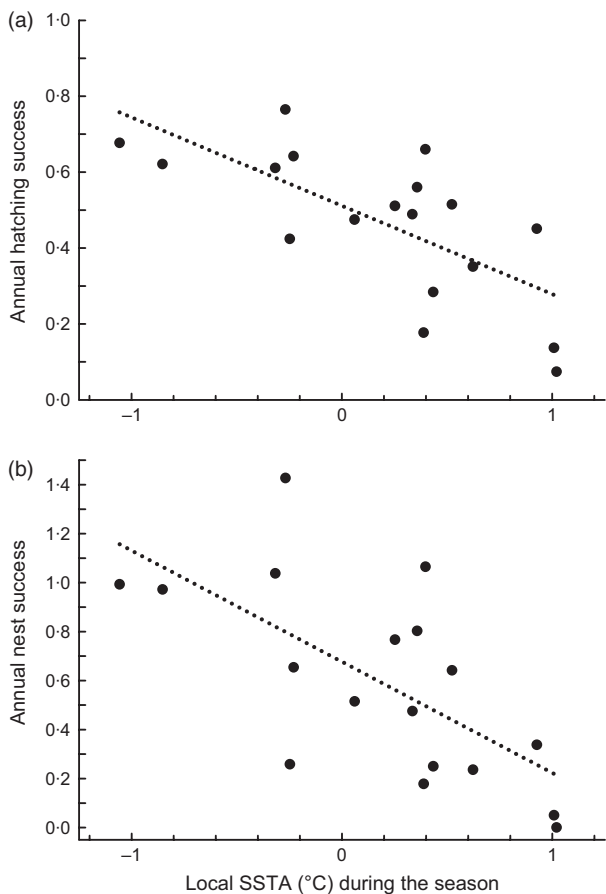 (a)
1·0
0·8
0·6
0·4
0·2
0·0
Annual hatching success
–1 0 1
(b)
1·4
1·2
1·0
0·8
0·6
0·4
0·2
0·0
Annual nest success
–1 0 1
Local SSTA (°C) during the season